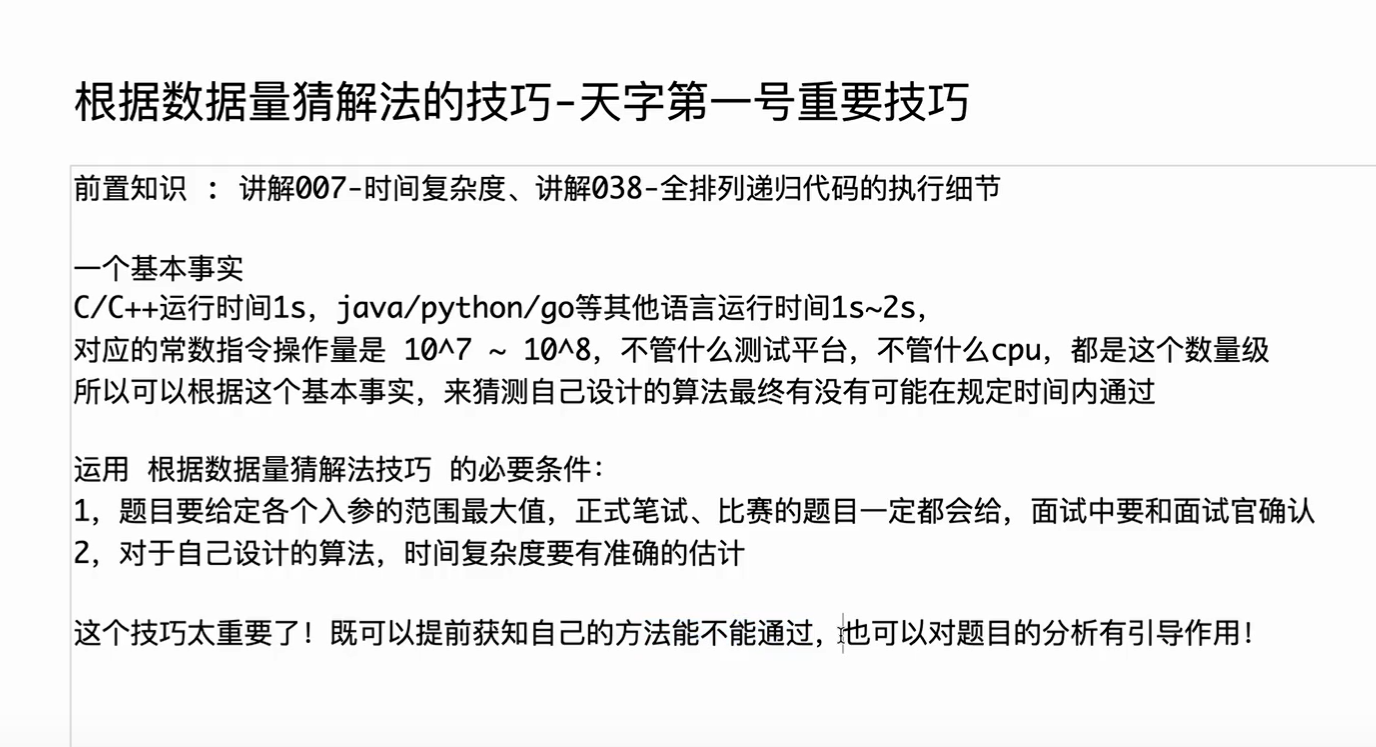 根据数据量猜解法的技巧-天字第一号重要技巧
前置知识 : 讲解007-时间复杂度、讲解038-全排列递归代码的执行细节
一个基本事实
C/C++运行时间1s，java/python/go等其他语言运行时间1s~2s，
对应的常数指令操作量是 10^7 ~ 10^8，不管什么测试平台，不管什么cpu，都是这个数量级
所以可以根据这个基本事实，来猜测自己设计的算法最终有没有可能在规定时间内通过
运用 根据数据量猜解法技巧 的必要条件：
1，题目要给定各个入参的范围最大值，正式笔试、比赛的题目一定都会给，面试中要和面试官确认
2，对于自己设计的算法，时间复杂度要有准确的估计
这个技巧太重要了！既可以提前获知自己的方法能不能通过，也可以对题目的分析有引导作用！